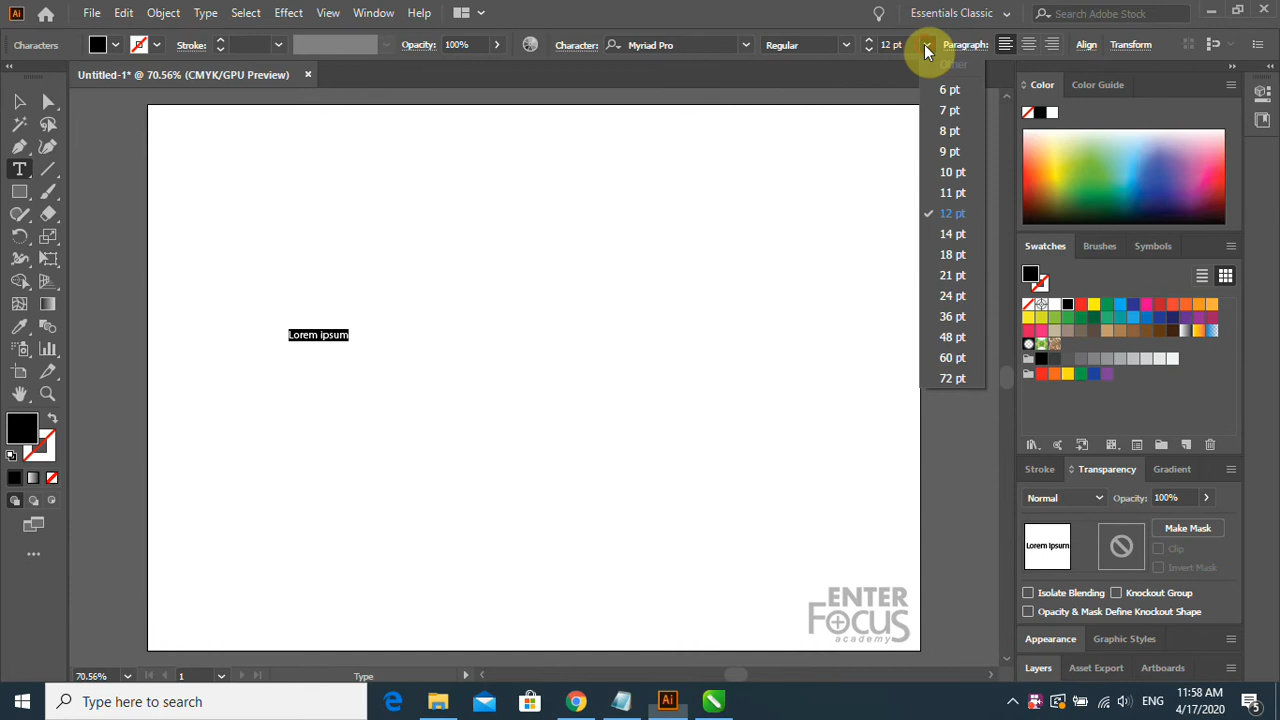 Ai File Edit Object Type Select Effect View Window Help Essentials Classic Search Adobe Stock
Characters Stroke: Opacity: 100% Character: Myriad Pro Regular 12 pt Paragraph: Align Transform
Untitled-1* @ 70.56% (CMYK/GPU Preview)
Other
6 pt
7 pt
8 pt
9 pt
10 pt
11 pt
12 pt
14 pt
18 pt
21 pt
24 pt
36 pt
48 pt
60 pt
72 pt
Lorem Ipsum
Color Color Guide
Swatches Brushes Symbols
Stroke Transparency Gradient
Normal Opacity: 100%
Make Mask
Lorem Ipsum
Clip
Invert Mask
Isolate Blending Knockout Group
Opacity & Mask Define Knockout Shape
Appearance Graphic Styles
Layers Asset Export Artboards
ENTER
FOCUS
academy
70.56% 1 Type
Type here to search
Ai
ENG
11:58 AM
4/17/2020
5